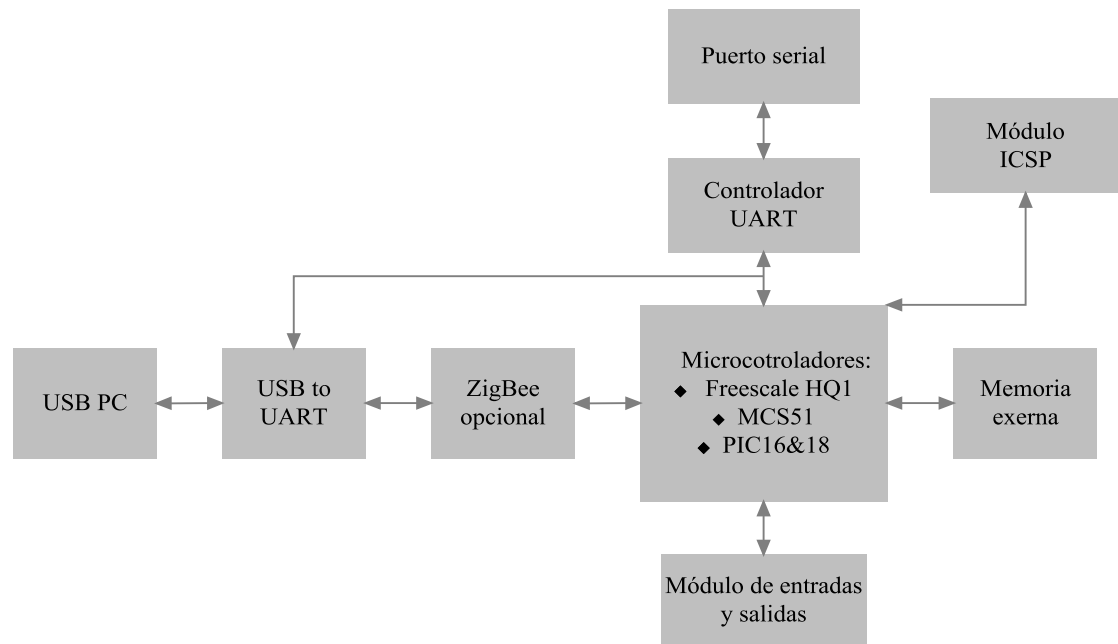 Puerto serial
Módulo
ICSP
Controlador
UART
USB PC
USB to
UART
ZigBee
opcional
Microcotroladores:
◆ Freescale HQ1
◆ MCS51
◆ PIC16&18
Memoria
exerna
Módulo de entradas
y salidas